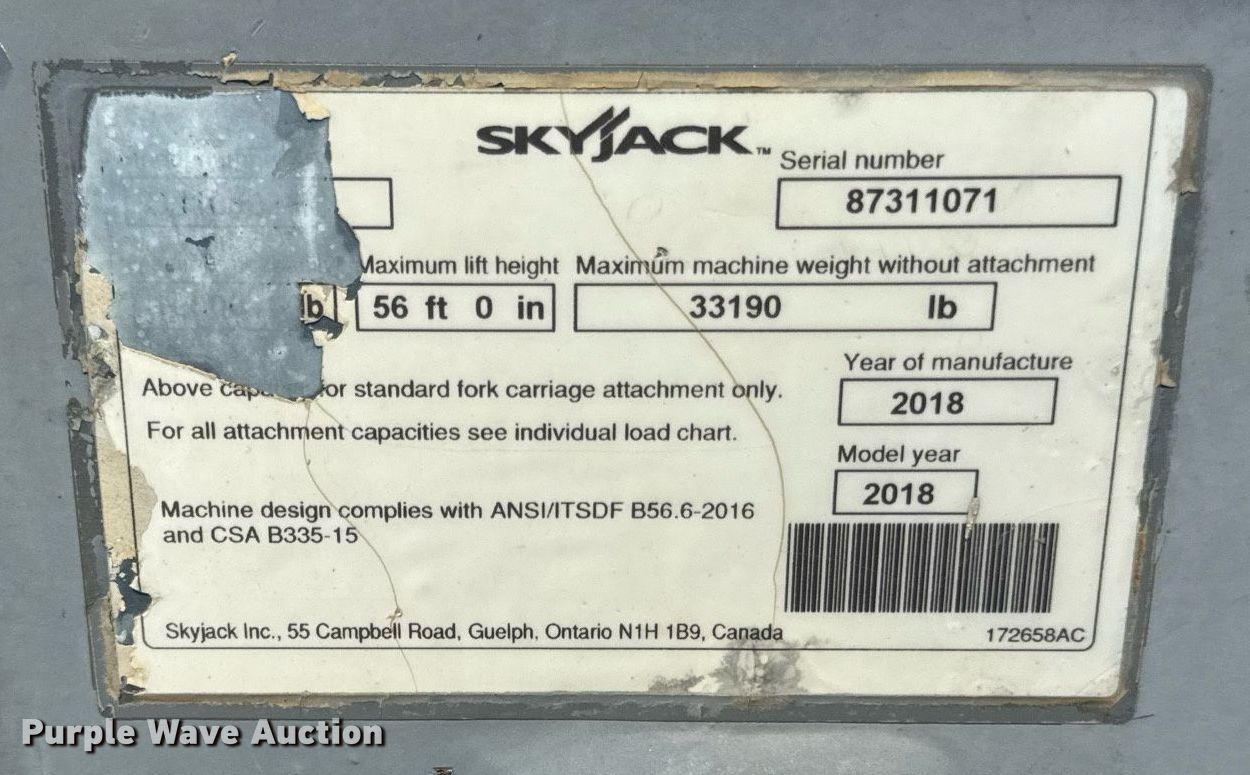 SKYJACK™
Serial number
87311071
Maximum lift height Maximum machine weight without attachment
b 56 ft 0 in 33190 lb
Year of manufacture
2018
Above for standard fork carriage attachment only.
For all attachment capacities see individual load chart.
Model year
2018
Machine design complies with ANSI/ITSDF B56.6-2016
and CSA B335-15
Skyjack Inc., 55 Campbell Road, Guelph, Ontario N1H 1B9, Canada
172658AC
Purple Wave Auction